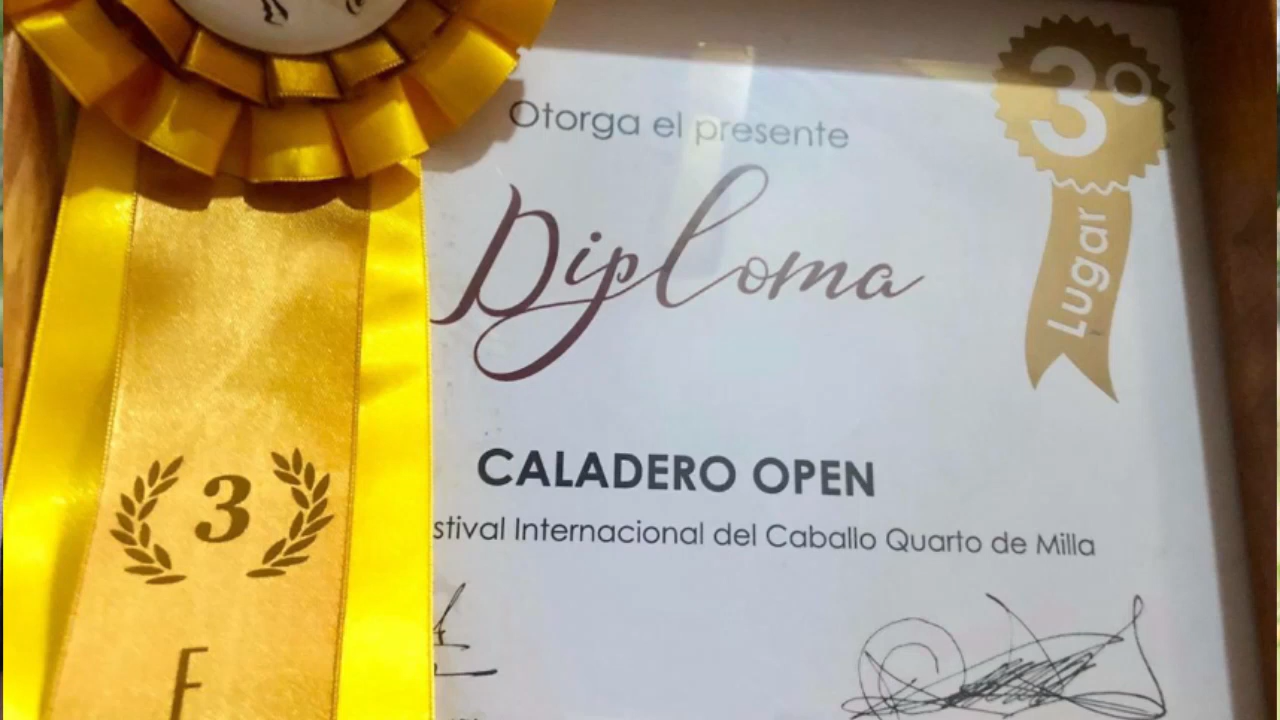 Otorga el presente
3º
Lugar
Diploma
CALADERO OPEN
stival Internacional del Caballo Quarto de Milla
3
F